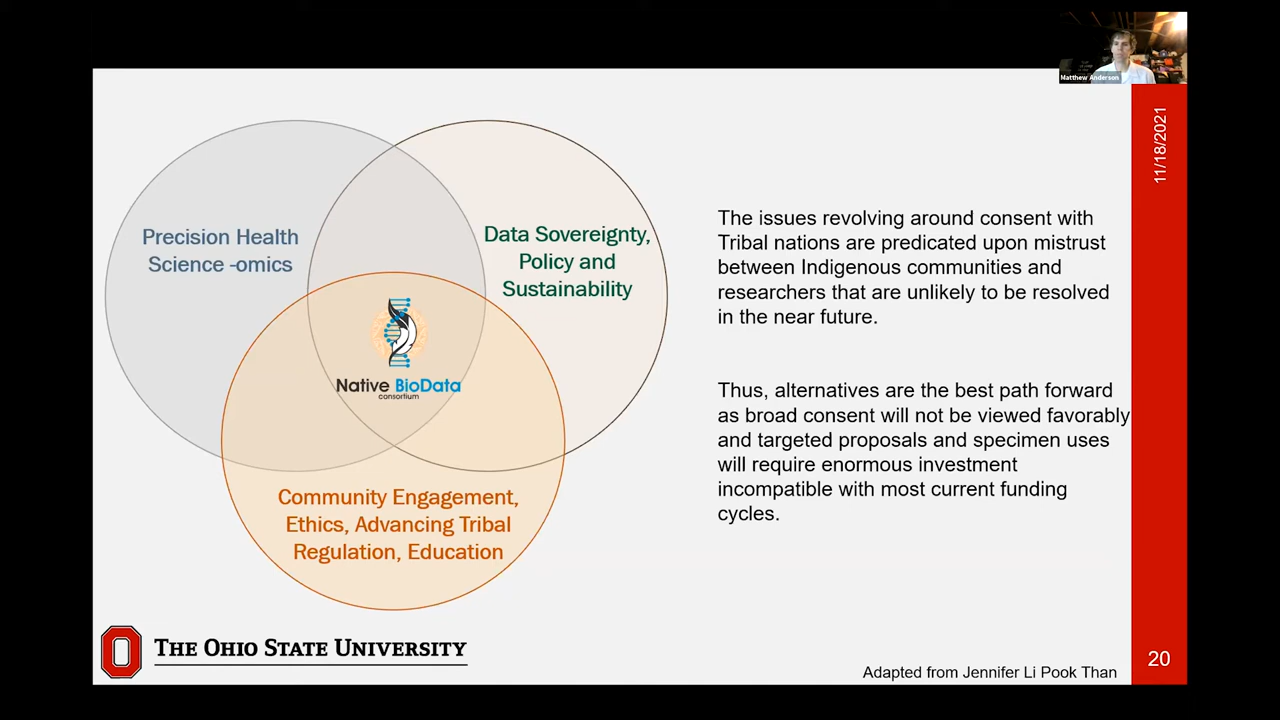 Matthew Anderson
11/18/2021
Precision Health
Science -omics
Data Sovereignty,
Policy and
Sustainability
Native BioData
consortium
Community Engagement,
Ethics, Advancing Tribal
Regulation, Education
The issues revolving around consent with
Tribal nations are predicated upon mistrust
between Indigenous communities and
researchers that are unlikely to be resolved
in the near future.
Thus, alternatives are the best path forward
as broad consent will not be viewed favorably
and targeted proposals and specimen uses
will require enormous investment
incompatible with most current funding
cycles.
THE OHIO STATE UNIVERSITY
Adapted from Jennifer Li Pook Than
20